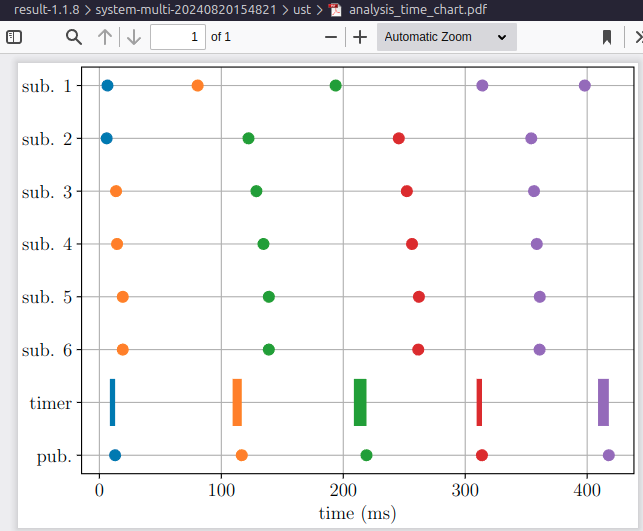 result-1.1.8 > system-multi-20240820154821 > ust > analysis_time_chart.pdf
1 of 1 Automatic Zoom
sub. 1
sub. 2
sub. 3
sub. 4
sub. 5
sub. 6
timer
pub.
0 100 200 300 400
time (ms)